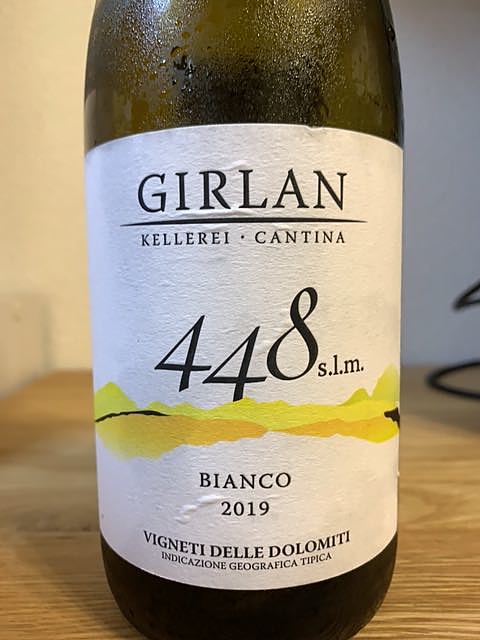 GIRLAN
KELLEREI · CANTINA
448 s.l.m.
BIANCO
2019
VIGNETI DELLE DOLOMITI
INDICAZIONE GEOGRAFICA TIPICA